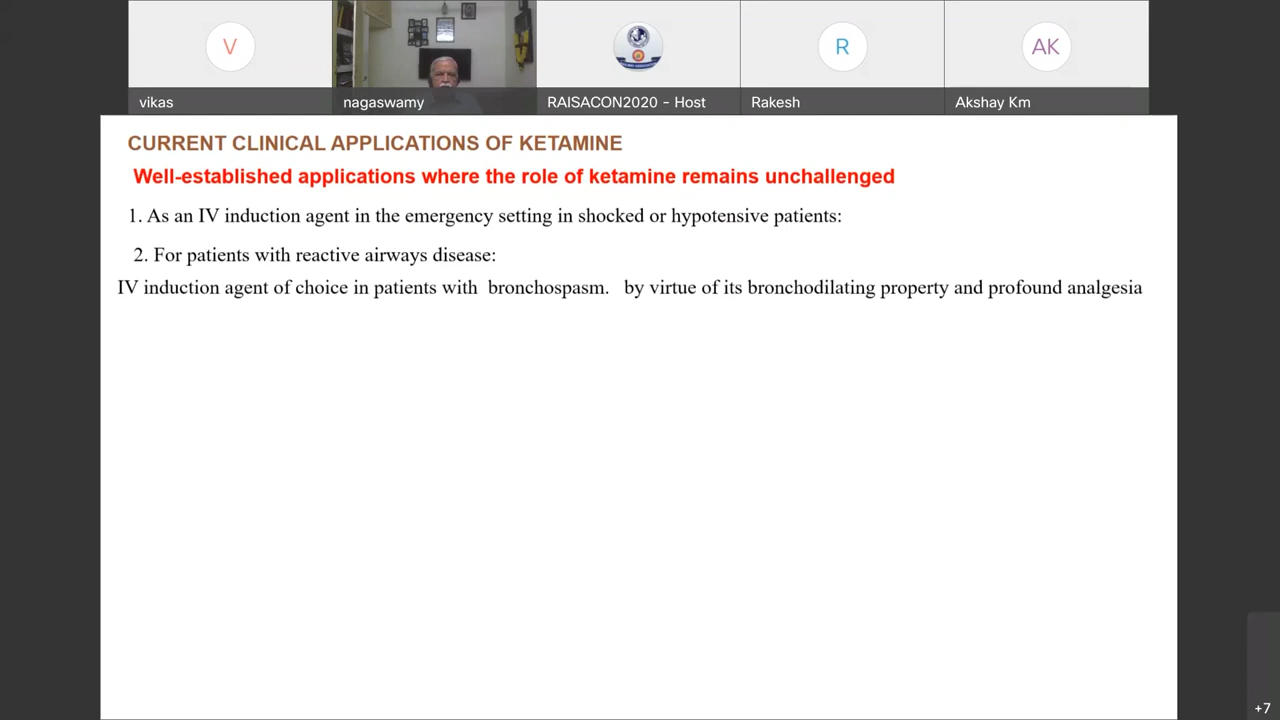 V
R
AK
vikas
nagaswamy
RAISACON2020 - Host
Rakesh
Akshay Km
CURRENT CLINICAL APPLICATIONS OF KETAMINE
Well-established applications where the role of ketamine remains unchallenged
1. As an IV induction agent in the emergency setting in shocked or hypotensive patients:
2. For patients with reactive airways disease:
IV induction agent of choice in patients with bronchospasm. by virtue of its bronchodilating property and profound analgesia
+7